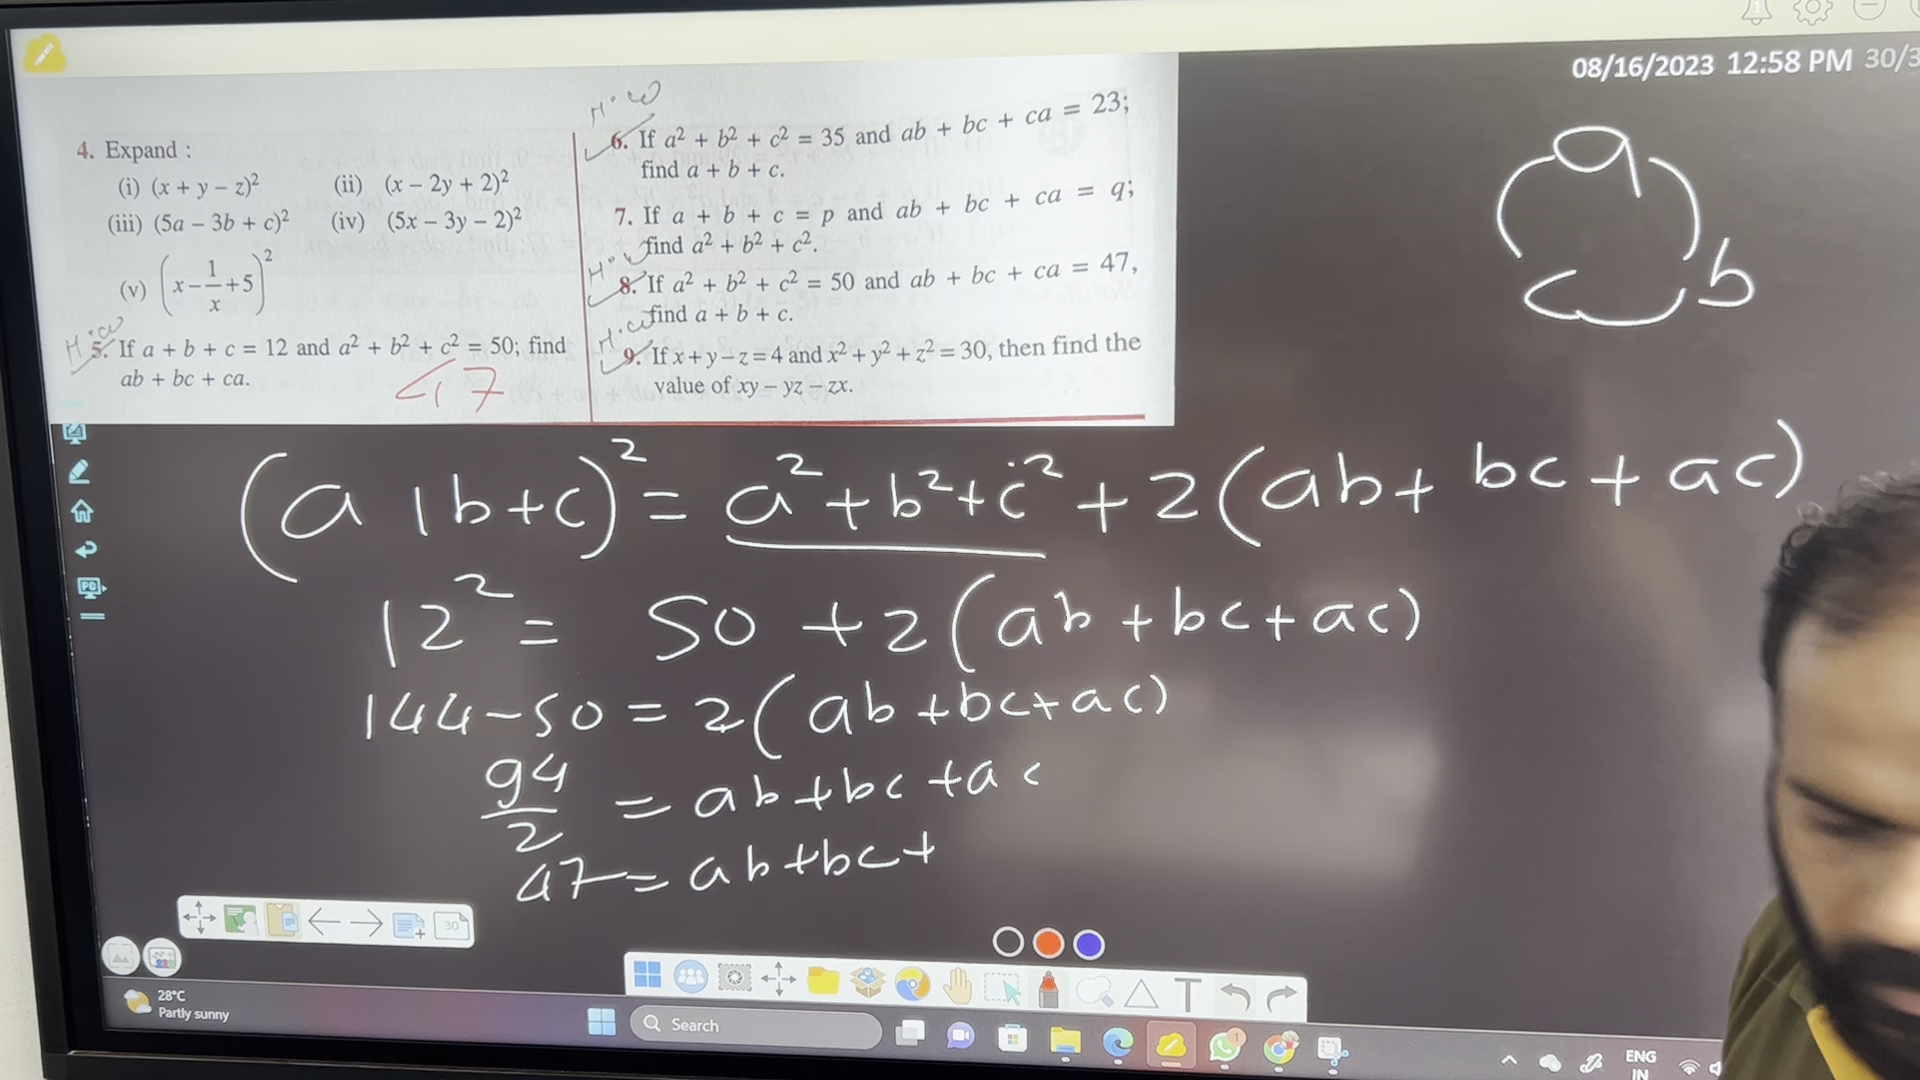 08/16/2023 12:58 PM 30/3
H.W
4. Expand :
(i) (x + y – z)² (ii) (x – 2y + 2)²
(iii) (5a – 3b + c)² (iv) (5x – 3y – 2)²
(v) (x – 1/x + 5)²
H.W
5. If a + b + c = 12 and a² + b² + c² = 50; find
ab + bc + ca.
47
6. If a² + b² + c² = 35 and ab + bc + ca = 23;
find a + b + c.
7. If a + b + c = p and ab + bc + ca = q;
find a² + b² + c².
H.W
8. If a² + b² + c² = 50 and ab + bc + ca = 47,
find a + b + c.
H.W
9. If x + y – z = 4 and x² + y² + z² = 30, then find the
value of xy – yz – zx.
a
b
c
(a + b + c)² = a² + b² + c² + 2(ab + bc + ac)
12² = 50 + 2(ab + bc + ac)
144 – 50 = 2(ab + bc + ac)
94/2 = ab + bc + ac
47 = ab + bc +
30
28°C
Partly sunny
Search
ENG
IN